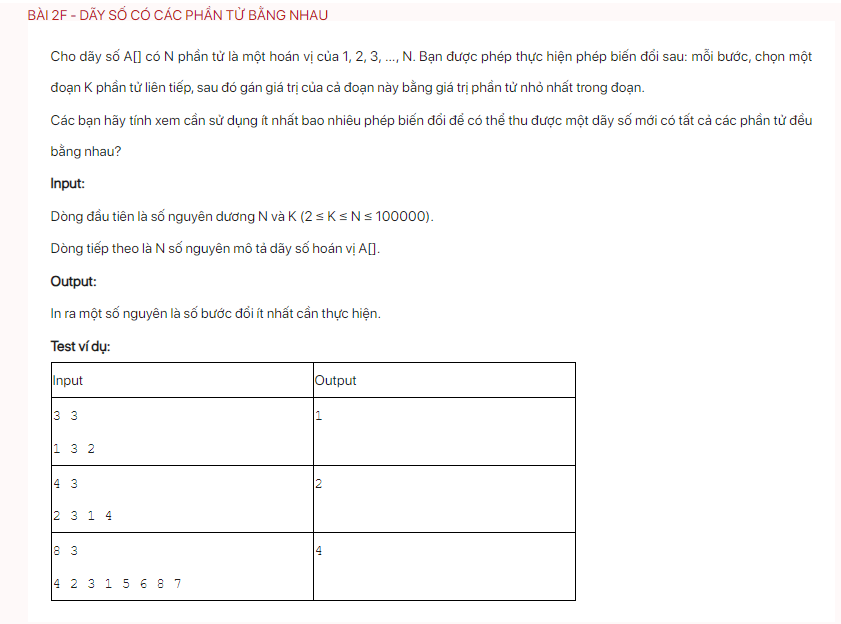 BÀI 2F - DÃY SỐ CÓ CÁC PHẦN TỬ BẰNG NHAU
Cho dãy số A[] có N phần tử là một hoán vị của 1, 2, 3, ..., N. Bạn được phép thực hiện phép biến đổi sau: mỗi bước, chọn một
đoạn K phần tử liên tiếp, sau đó gán giá trị của cả đoạn này bằng giá trị phần tử nhỏ nhất trong đoạn.
Các bạn hãy tính xem cần sử dụng ít nhất bao nhiêu phép biến đổi để có thể thu được một dãy số mới có tất cả các phần tử đều
bằng nhau?
Input:
Dòng đầu tiên là số nguyên dương N và K (2 ≤ K ≤ N ≤ 100000).
Dòng tiếp theo là N số nguyên mô tả dãy số hoán vị A[].
Output:
In ra một số nguyên là số bước đổi ít nhất cần thực hiện.
Test ví dụ:
Input Output
3 3 1
1 3 2
4 3 2
2 3 1 4
8 3 4
4 2 3 1 5 6 8 7